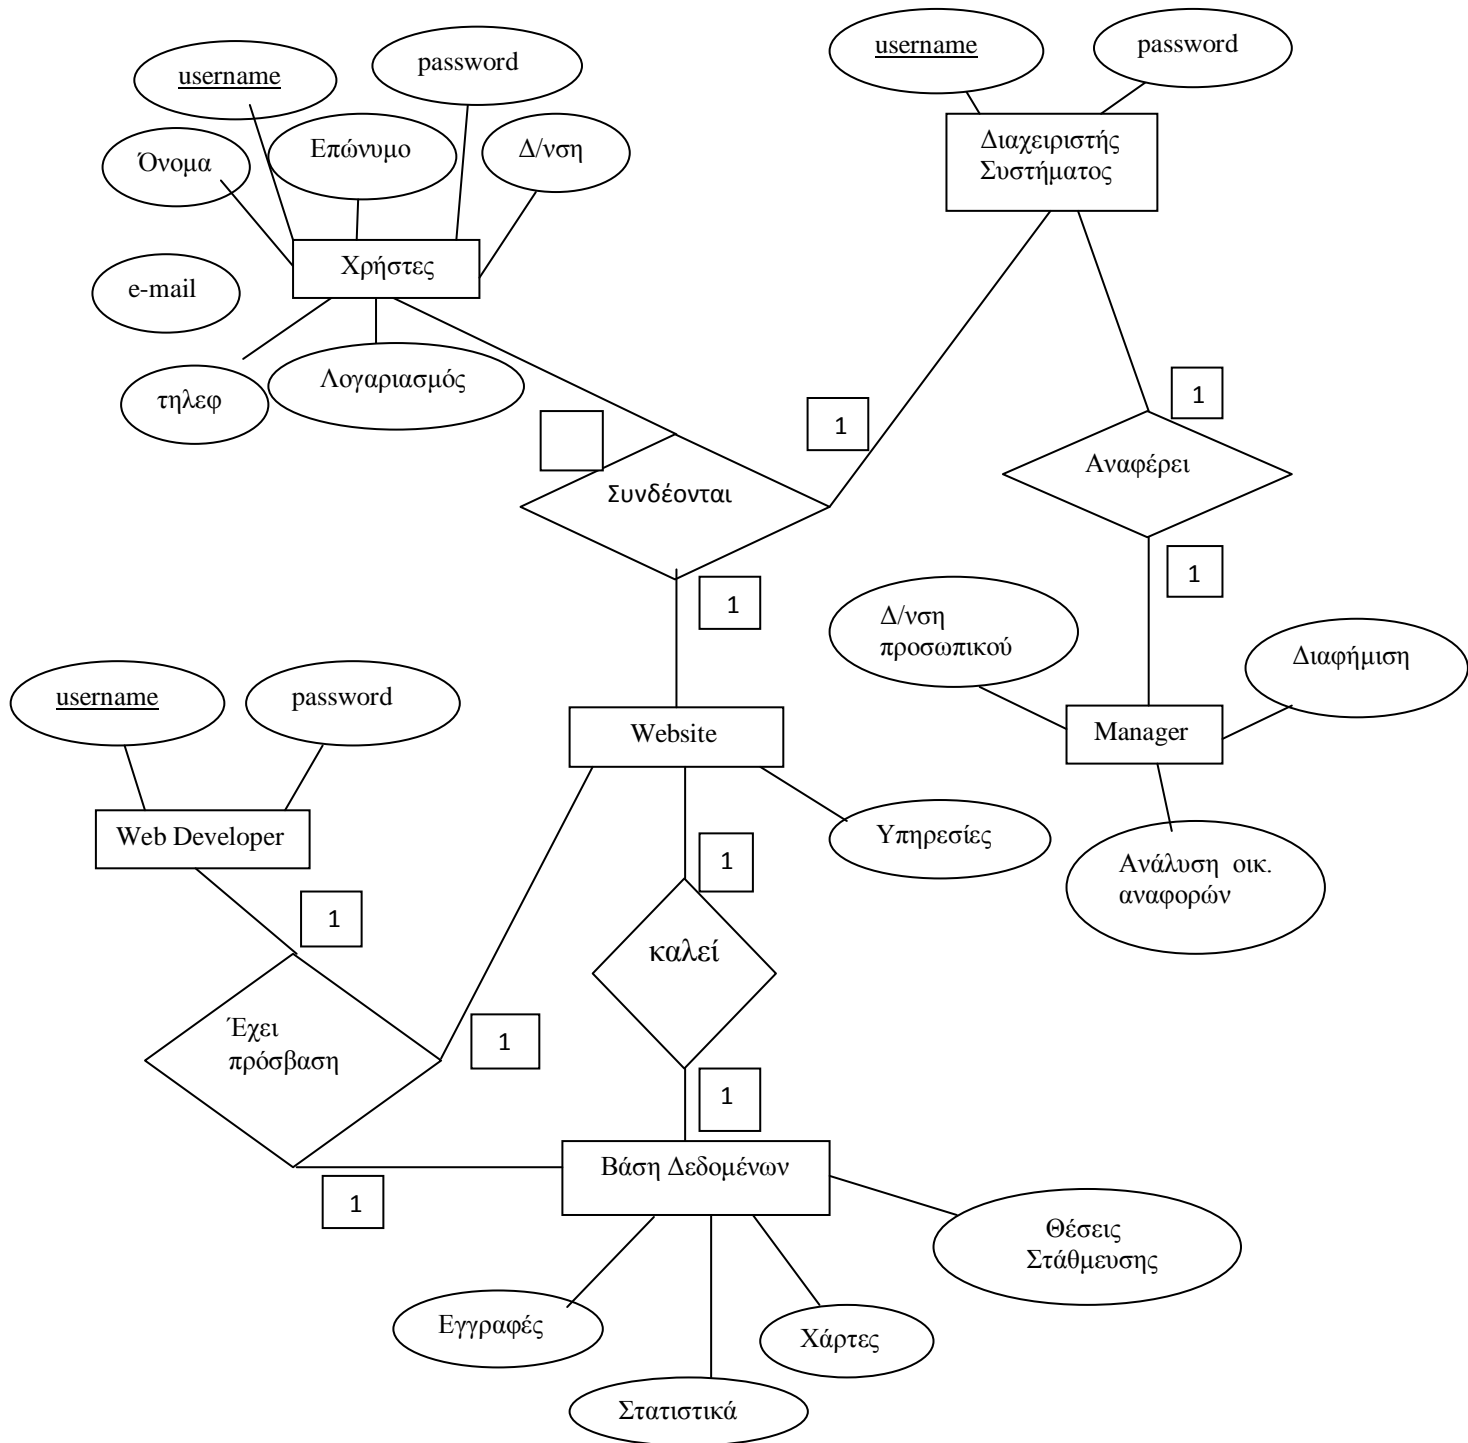 username
password
username
password
Όνομα
Επώνυμο
Δ/νση
Διαχειριστής
Συστήματος
Χρήστες
e-mail
τηλεφ
Λογαριασμός
1
1
Συνδέονται
Αναφέρει
1
1
Δ/νση
προσωπικού
Διαφήμιση
username
password
Website
Manager
Web Developer
Υπηρεσίες
1
Ανάλυση οικ.
αναφορών
1
καλεί
Έχει
πρόσβαση
1
1
1
Βάση Δεδομένων
Θέσεις
Στάθμευσης
Εγγραφές
Χάρτες
Στατιστικά